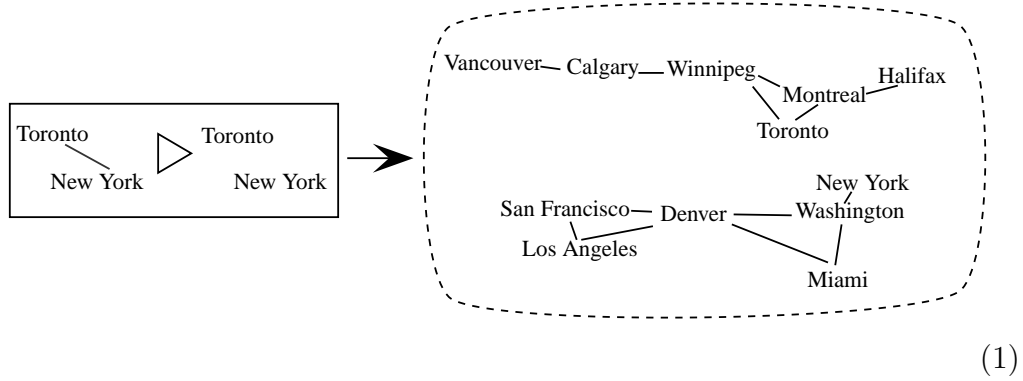 Vancouver Calgary Winnipeg Halifax
Montreal
Toronto Toronto Toronto
New York New York New York
San Francisco Denver Washington
Los Angeles
Miami
(1)